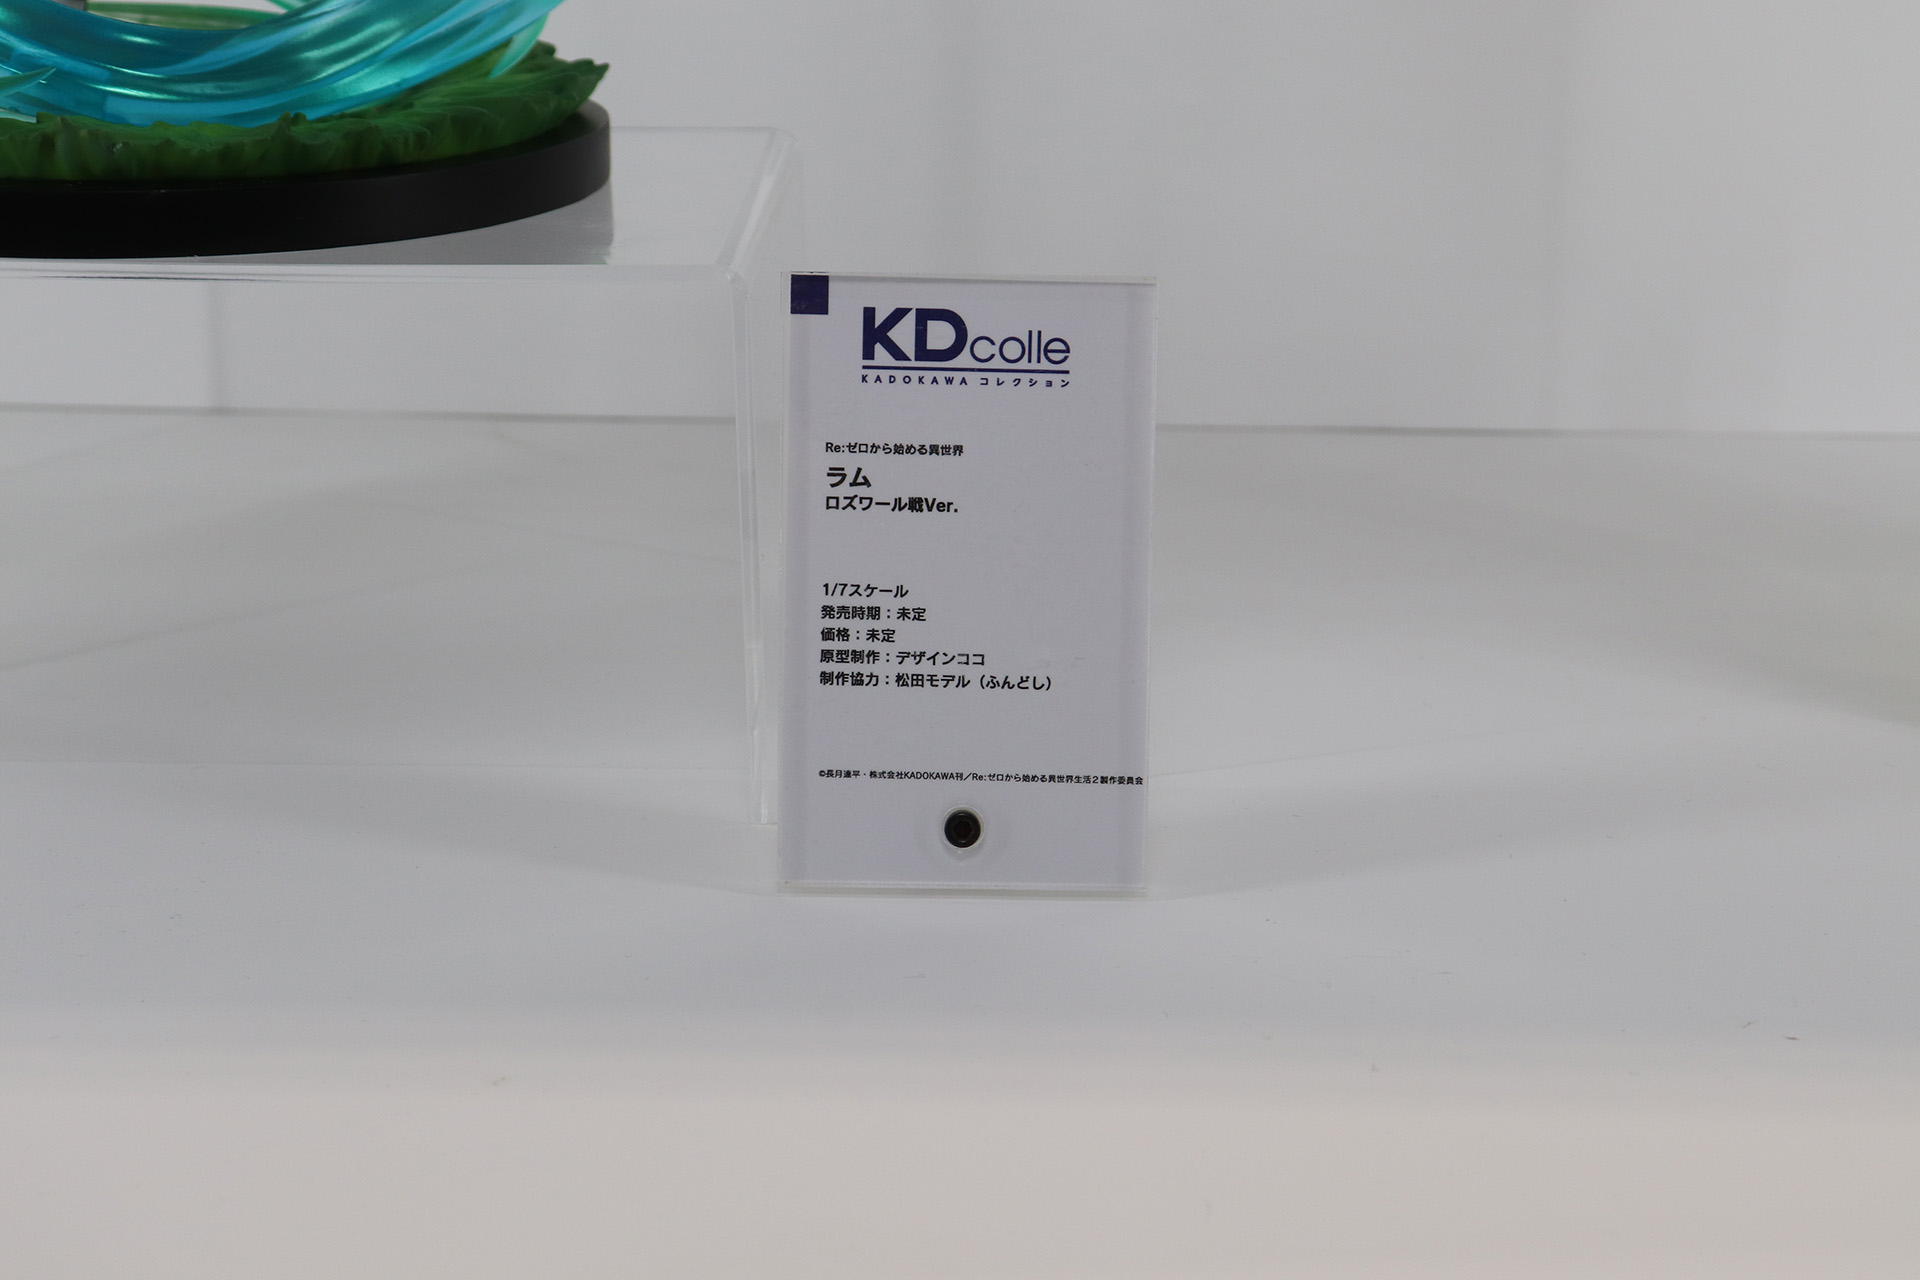 KDcolle
KADOKAWA コレクション
Re:ゼロから始める異世界
ラム
ロズワール戦Ver.
1/7スケール
発売時期：未定
価格：未定
原型制作：デザインココ
制作協力：松田モデル（ふんどし）
©長月達平・株式会社KADOKAWA刊／Re:ゼロから始める異世界生活２製作委員会